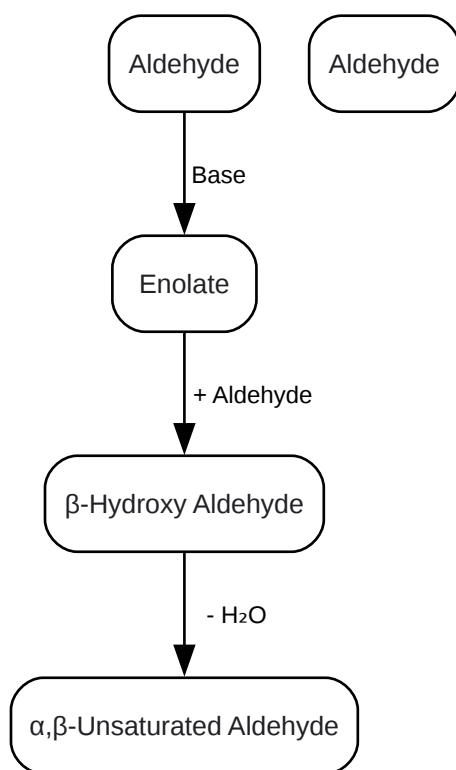 Aldehyde
Aldehyde
Base
Enolate
+ Aldehyde
β-Hydroxy Aldehyde
- H₂O
α,β-Unsaturated Aldehyde